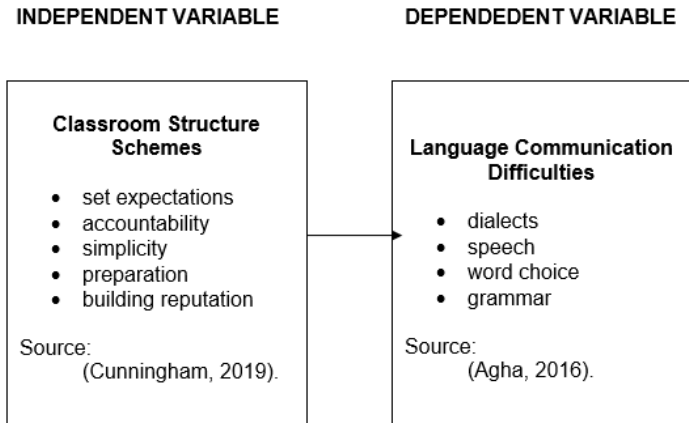 INDEPENDENT VARIABLE
DEPENDEDENT VARIABLE
Classroom Structure
Schemes
• set expectations
• accountability
• simplicity
• preparation
• building reputation
Source:
(Cunningham, 2019).
Language Communication
Difficulties
• dialects
• speech
• word choice
• grammar
Source:
(Agha, 2016).